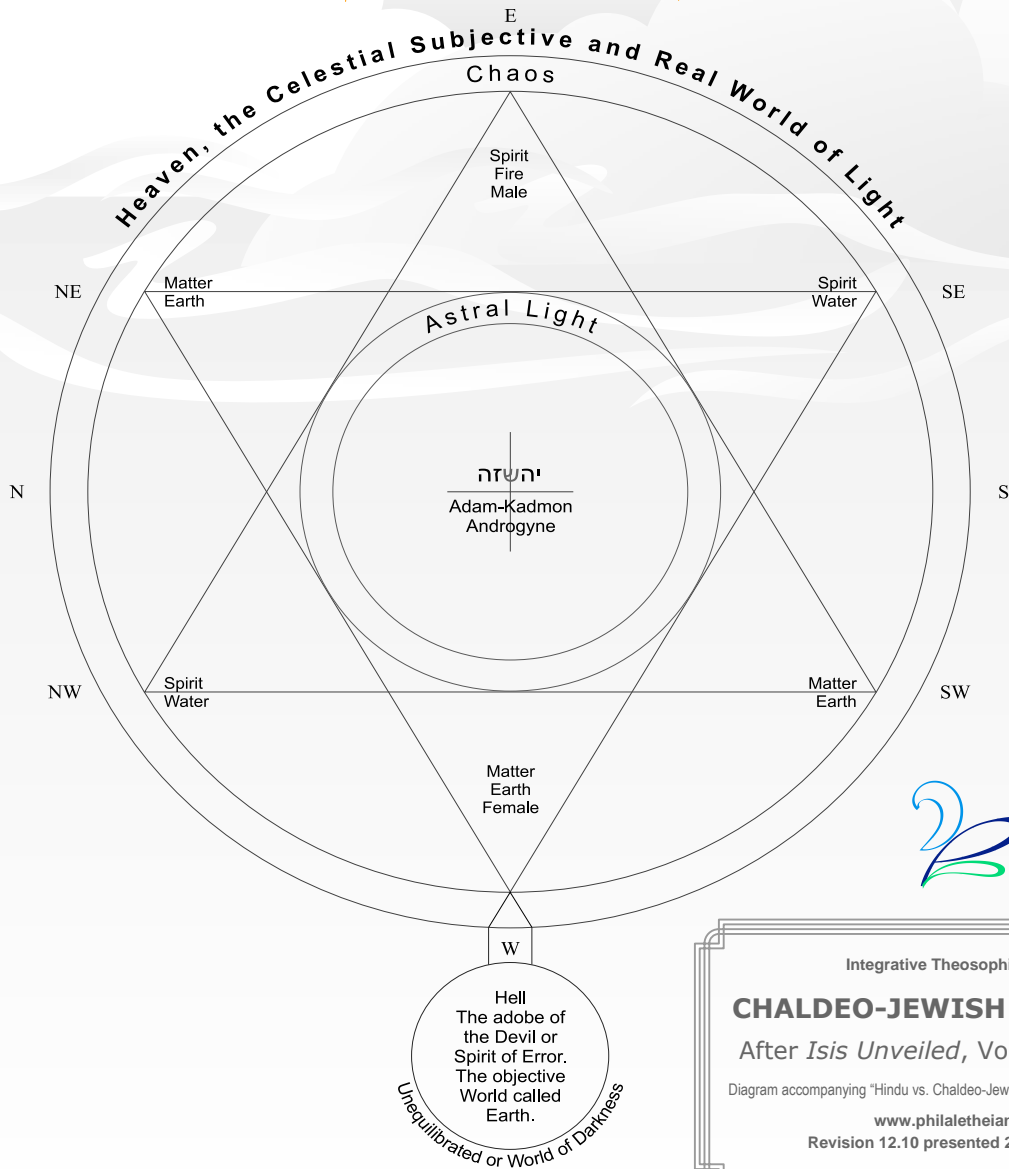 E
Heaven, the Celestial Subjective and Real World of Light
Chaos
Spirit
Fire
Male
NE
Matter
Earth
Spirit
Water
SE
Astral Light
N
יהשזה
Adam-Kadmon
Androgyne
S
NW
Spirit
Water
Matter
Earth
SW
Matter
Earth
Female
W
Hell
The adobe of
the Devil or
Spirit of Error.
The objective
World called
Earth.
Unequilibrated or World of Darkness
Integrative Theosophi
CHALDEO-JEWISH
After Isis Unveiled, Vo
Diagram accompanying “Hindu vs. Chaldeo-Jew
www.philaletheian
Revision 12.10 presented 2